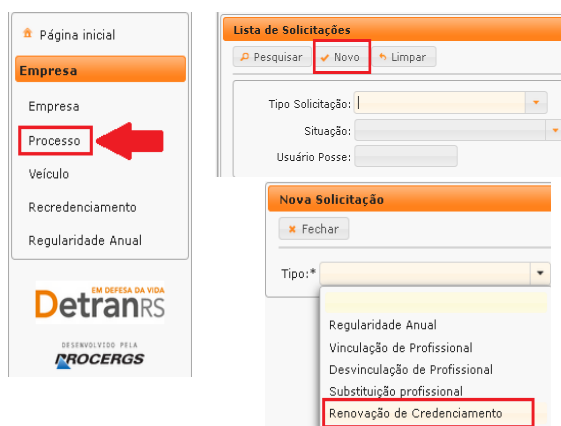 Página inicial
Empresa
Empresa
Processo
Veículo
Recredenciamento
Regularidade Anual
EM DEFESA DA VIDA
DetranRS
DESENVOLVIDO PELA
PROCERGS
Lista de Solicitações
Pesquisar Novo Limpar
Tipo Solicitação:
Situação:
Usuário Posse:
Nova Solicitação
Fechar
Tipo:*
Regularidade Anual
Vinculação de Profissional
Desvinculação de Profissional
Substituição profissional
Renovação de Credenciamento